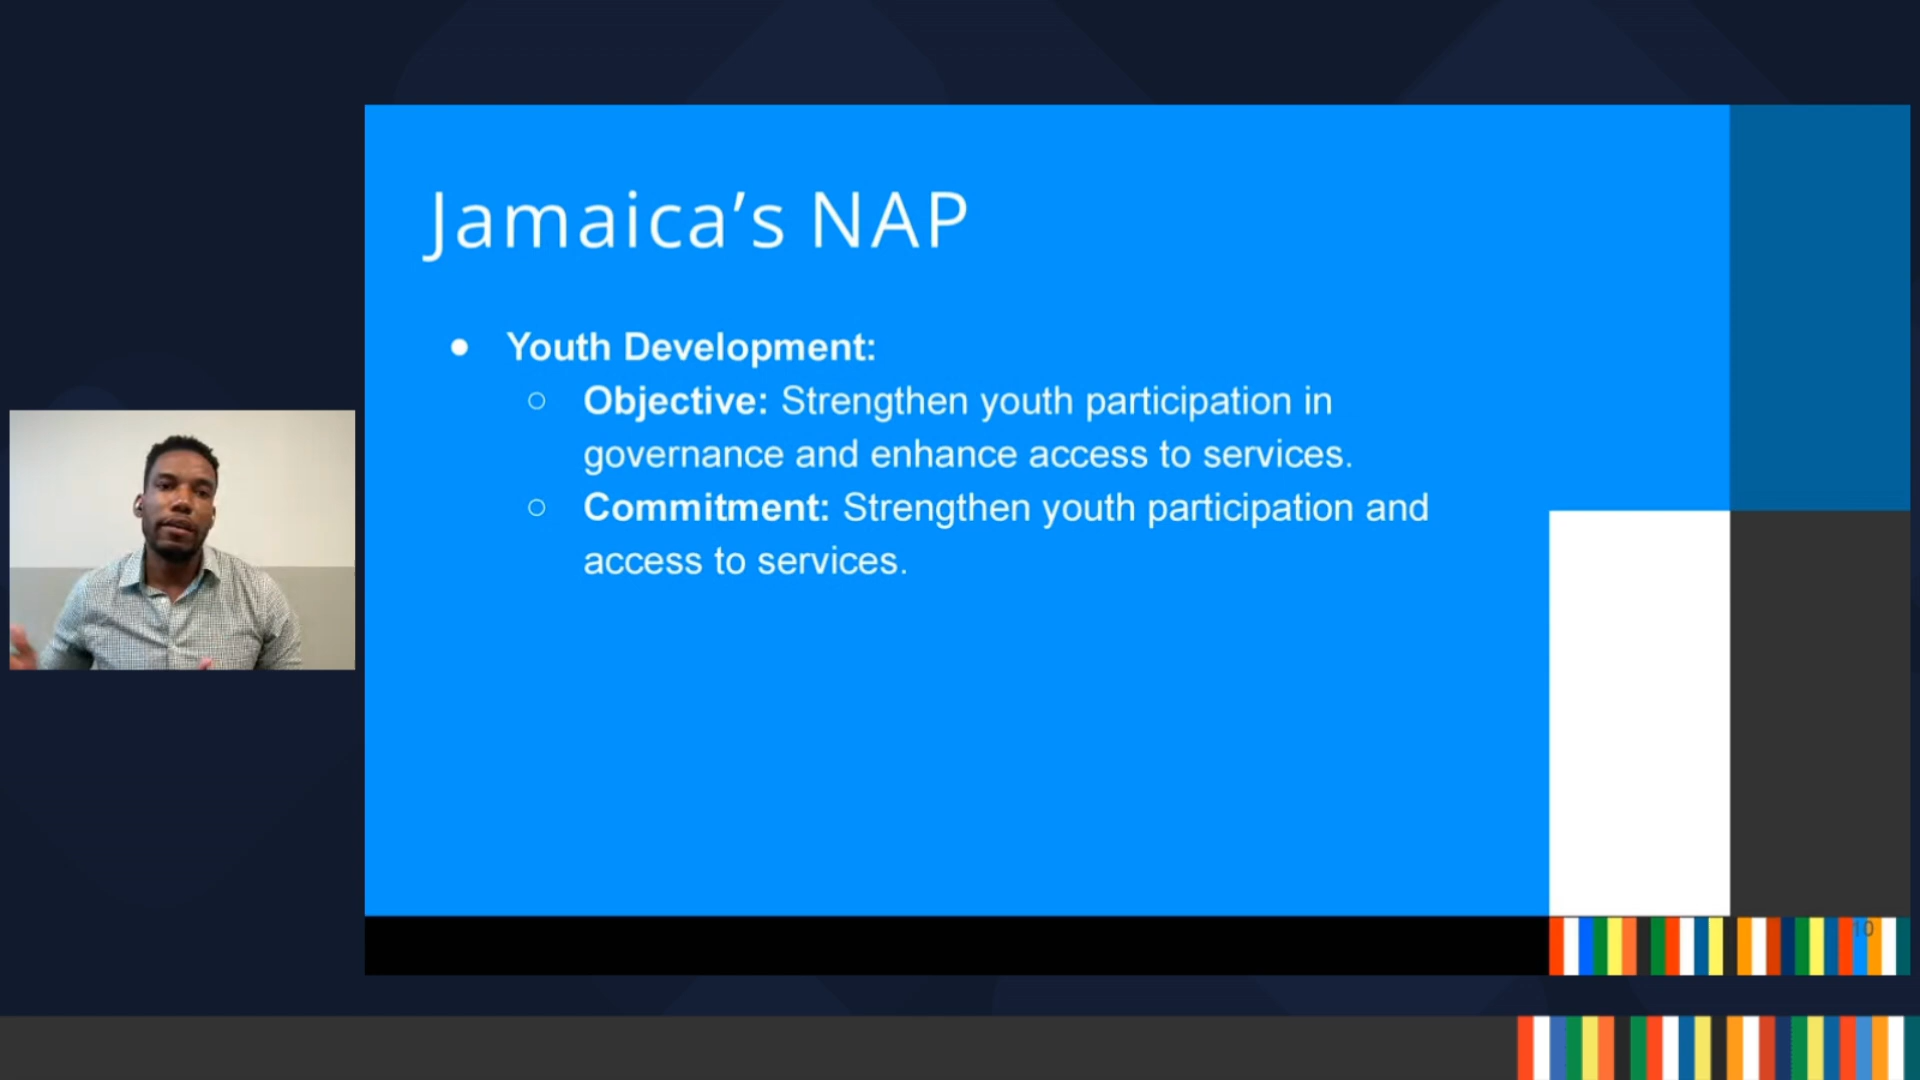 Jamaica’s NAP
● Youth Development:
○ Objective: Strengthen youth participation in
governance and enhance access to services.
○ Commitment: Strengthen youth participation and
access to services.
10